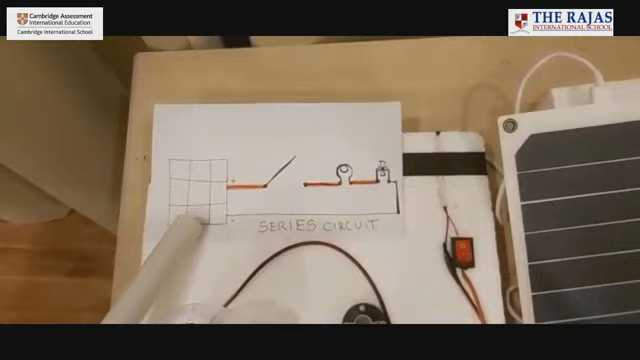 Cambridge Assessment
International Education
Cambridge International School
THE RAJAS
INTERNATIONAL SCHOOL
+
-
SERIES CIRCUIT